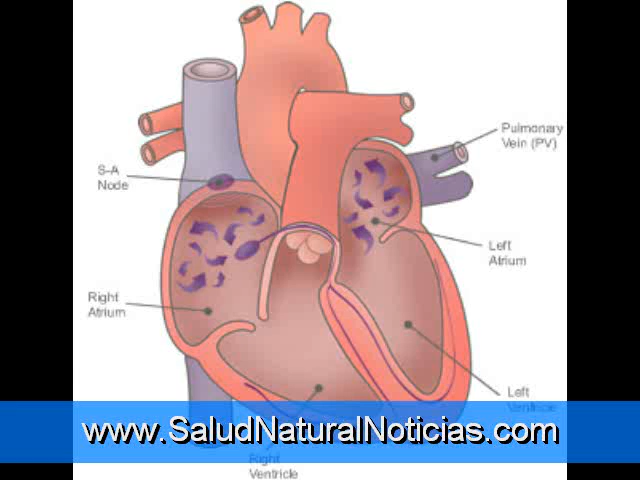 Pulmonary
Vein (PV)
S-A
Node
Left
Atrium
Right
Atrium
Left
Ventricle
www.SaludNaturalNoticias.com
Right
Ventricle